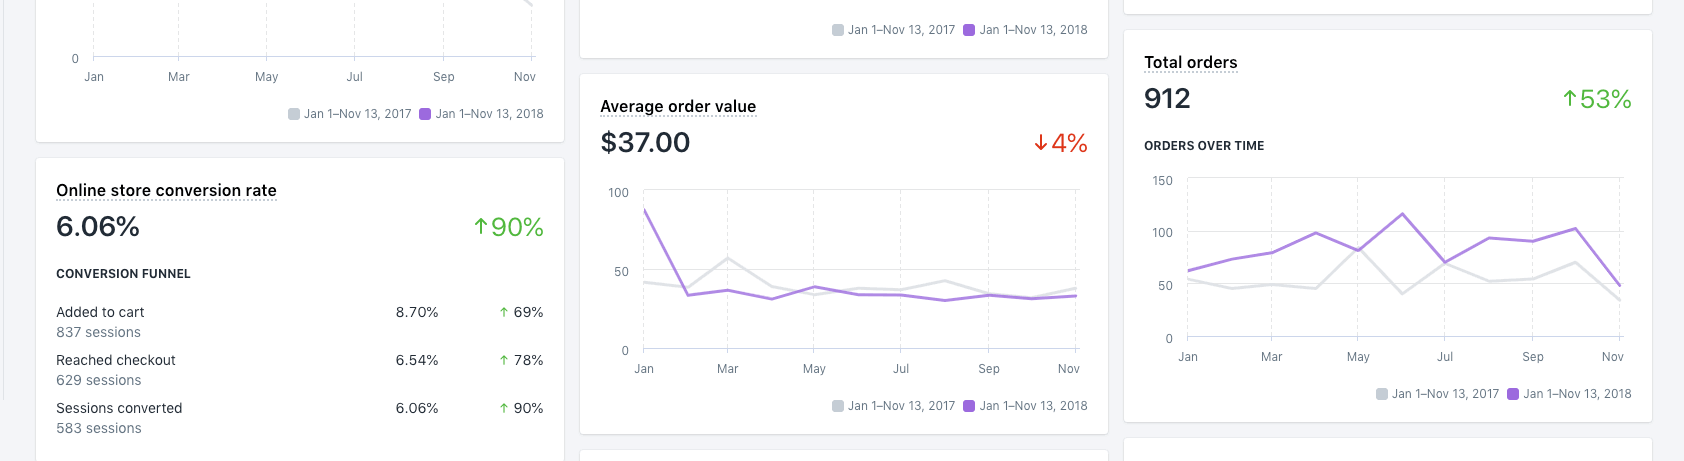 0
Jan Mar May Jul Sep Nov
Jan 1–Nov 13, 2017 Jan 1–Nov 13, 2018
Online store conversion rate
6.06% ↑90%
CONVERSION FUNNEL
Added to cart 8.70% ↑ 69%
837 sessions
Reached checkout 6.54% ↑ 78%
629 sessions
Sessions converted 6.06% ↑ 90%
583 sessions
Jan 1–Nov 13, 2017 Jan 1–Nov 13, 2018
Average order value
$37.00 ↓4%
100
50
0
Jan Mar May Jul Sep Nov
Jan 1–Nov 13, 2017 Jan 1–Nov 13, 2018
Total orders
912 ↑53%
ORDERS OVER TIME
150
100
50
0
Jan Mar May Jul Sep Nov
Jan 1–Nov 13, 2017 Jan 1–Nov 13, 2018